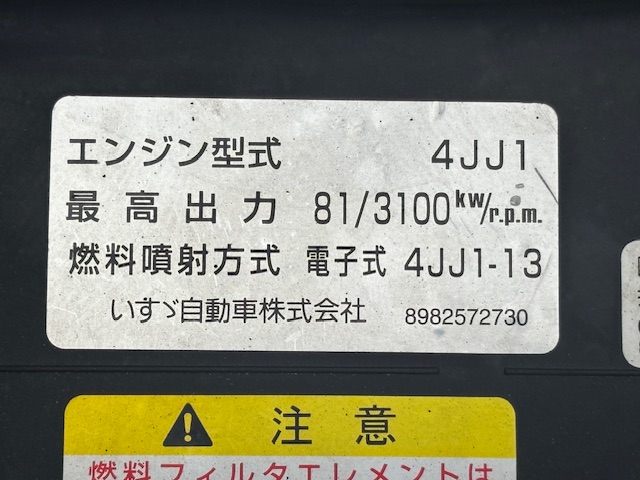 エンジン型式 4JJ1
最高出力 81/3100kw/r.p.m.
燃料噴射方式 電子式 4JJ1-13
いすゞ自動車株式会社 8982572730
注意
燃料フィルタエレメントは